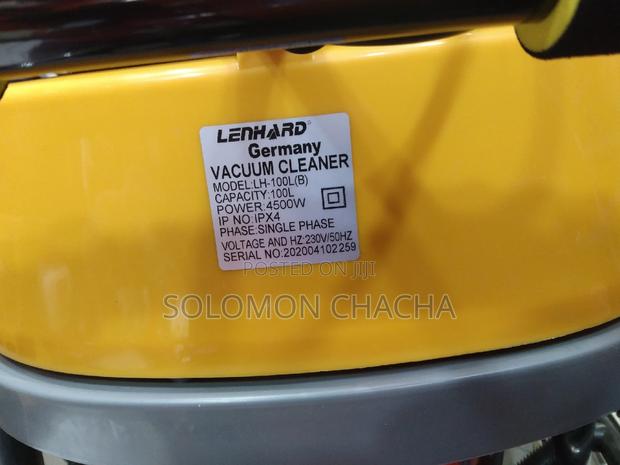 LENHARD
Germany
VACUUM CLEANER
MODEL:LH-100L(B)
CAPACITY:100L
POWER:4500W
IP NO:IPX4
PHASE:SINGLE PHASE
VOLTAGE AND HZ:230V/50HZ
SERIAL NO:202004102259
POSTED ON JIJI
SOLOMON CHACHA